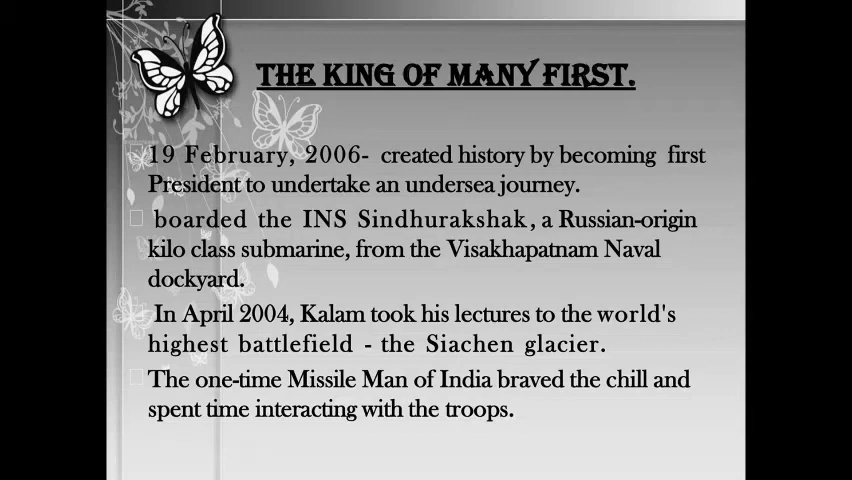 THE KING OF MANY FIRST.
19 February, 2006- created history by becoming first
President to undertake an undersea journey.
boarded the INS Sindhurakshak, a Russian-origin
kilo class submarine, from the Visakhapatnam Naval
dockyard.
In April 2004, Kalam took his lectures to the world's
highest battlefield - the Siachen glacier.
The one-time Missile Man of India braved the chill and
spent time interacting with the troops.